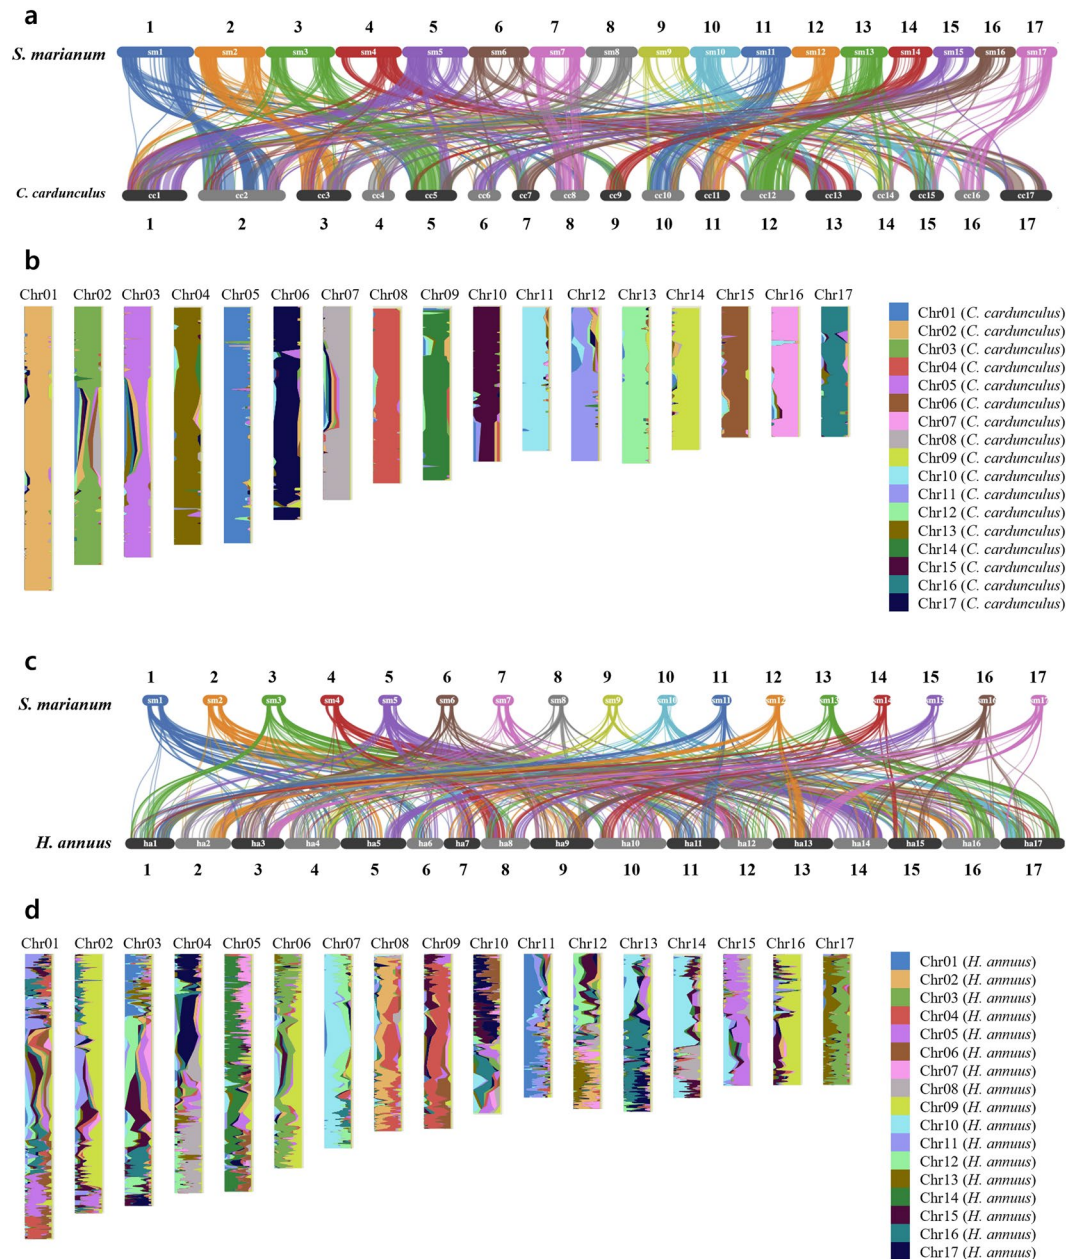 a
1 2 3 4 5 6 7 8 9 10 11 12 13 14 15 16 17
S. marianum
sm1 sm2 sm3 sm4 sm5 sm6 sm7 sm8 sm9 sm10 sm11 sm12 sm13 sm14 sm15 sm16 sm17
C. cardunculus
cc1 cc2 cc3 cc4 cc5 cc6 cc7 cc8 cc9 cc10 cc11 cc12 cc13 cc14 cc15 cc16 cc17
1 2 3 4 5 6 7 8 9 10 11 12 13 14 15 16 17
b
Chr01 Chr02 Chr03 Chr04 Chr05 Chr06 Chr07 Chr08 Chr09 Chr10 Chr11 Chr12 Chr13 Chr14 Chr15 Chr16 Chr17
Chr01 (C. cardunculus)
Chr02 (C. cardunculus)
Chr03 (C. cardunculus)
Chr04 (C. cardunculus)
Chr05 (C. cardunculus)
Chr06 (C. cardunculus)
Chr07 (C. cardunculus)
Chr08 (C. cardunculus)
Chr09 (C. cardunculus)
Chr10 (C. cardunculus)
Chr11 (C. cardunculus)
Chr12 (C. cardunculus)
Chr13 (C. cardunculus)
Chr14 (C. cardunculus)
Chr15 (C. cardunculus)
Chr16 (C. cardunculus)
Chr17 (C. cardunculus)
c
1 2 3 4 5 6 7 8 9 10 11 12 13 14 15 16 17
S. marianum
sm1 sm2 sm3 sm4 sm5 sm6 sm7 sm8 sm9 sm10 sm11 sm12 sm13 sm14 sm15 sm16 sm17
H. annuus
ha1 ha2 ha3 ha4 ha5 ha6 ha7 ha8 ha9 ha10 ha11 ha12 ha13 ha14 ha15 ha16 ha17
1 2 3 4 5 6 7 8 9 10 11 12 13 14 15 16 17
d
Chr01 Chr02 Chr03 Chr04 Chr05 Chr06 Chr07 Chr08 Chr09 Chr10 Chr11 Chr12 Chr13 Chr14 Chr15 Chr16 Chr17
Chr01 (H. annuus)
Chr02 (H. annuus)
Chr03 (H. annuus)
Chr04 (H. annuus)
Chr05 (H. annuus)
Chr06 (H. annuus)
Chr07 (H. annuus)
Chr08 (H. annuus)
Chr09 (H. annuus)
Chr10 (H. annuus)
Chr11 (H. annuus)
Chr12 (H. annuus)
Chr13 (H. annuus)
Chr14 (H. annuus)
Chr15 (H. annuus)
Chr16 (H. annuus)
Chr17 (H. annuus)